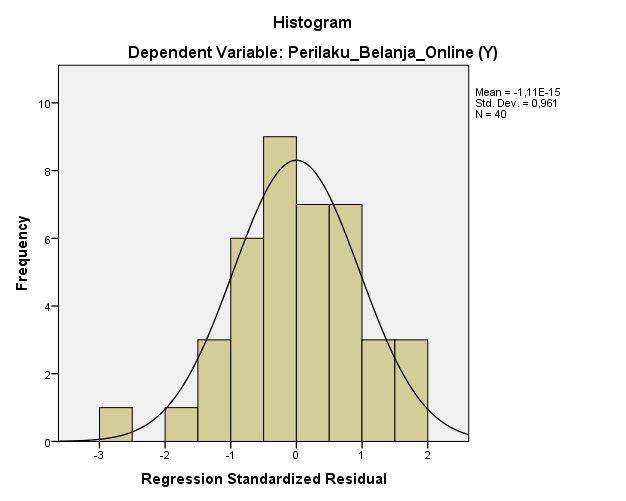 Histogram
Dependent Variable: Perilaku_Belanja_Online (Y)
Mean = -1,11E-15
Std. Dev. = 0,961
N = 40
Frequency
10
8
6
4
2
0
-3 -2 -1 0 1 2
Regression Standardized Residual